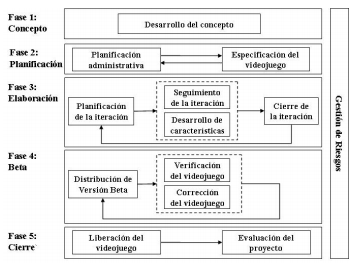 Fase 1:
Concepto
Desarrollo del concepto
Fase 2:
Planificación
Planificación
administrativa
Especificación del
videojuego
Fase 3:
Elaboración
Planificación
de la iteración
Seguimiento
de la iteración
Desarrollo de
características
Cierre de
la iteración
Fase 4:
Beta
Distribución de
Versión Beta
Verificación
del videojuego
Corrección
del videojuego
Fase 5:
Cierre
Liberación del
videojuego
Evaluación del
proyecto
Gestión de Riesgos